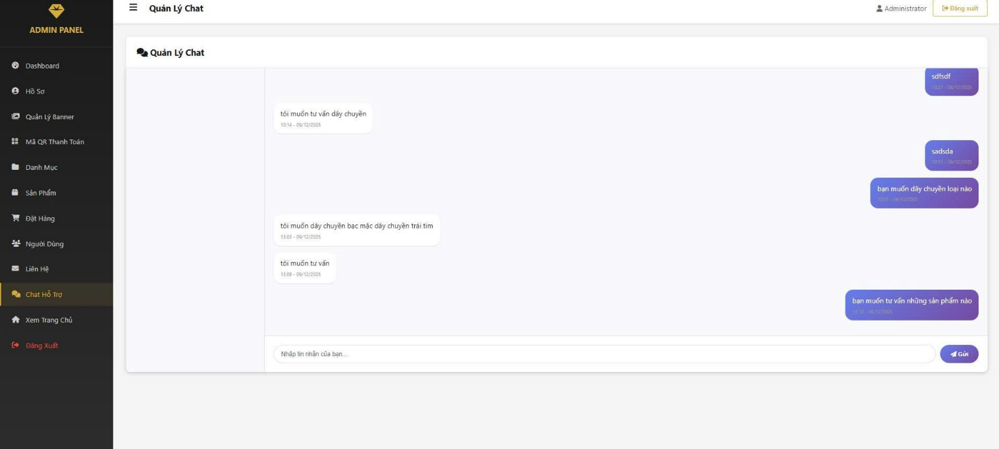 Quản Lý Chat
Administrator
Đăng xuất
ADMIN PANEL
Dashboard
Hồ Sơ
Quản Lý Banner
Mã QR Thanh Toán
Danh Mục
Sản Phẩm
Đặt Hàng
Người Dùng
Liên Hệ
Chat Hỗ Trợ
Xem Trang Chủ
Đăng Xuất
Quản Lý Chat
sdfsdf
14:27 - 08/12/2025
tôi muốn tư vấn dây chuyền
10:14 - 09/12/2025
sadsda
10:15 - 09/12/2025
bạn muốn dây chuyền loại nào
10:25 - 09/12/2025
tôi muốn dây chuyền bạc mặc dây chuyền trái tim
13:03 - 09/12/2025
tôi muốn tư vấn
13:09 - 09/12/2025
bạn muốn tư vấn những sản phẩm nào
13:10 - 09/12/2025
Nhập tin nhắn của bạn...
Gửi